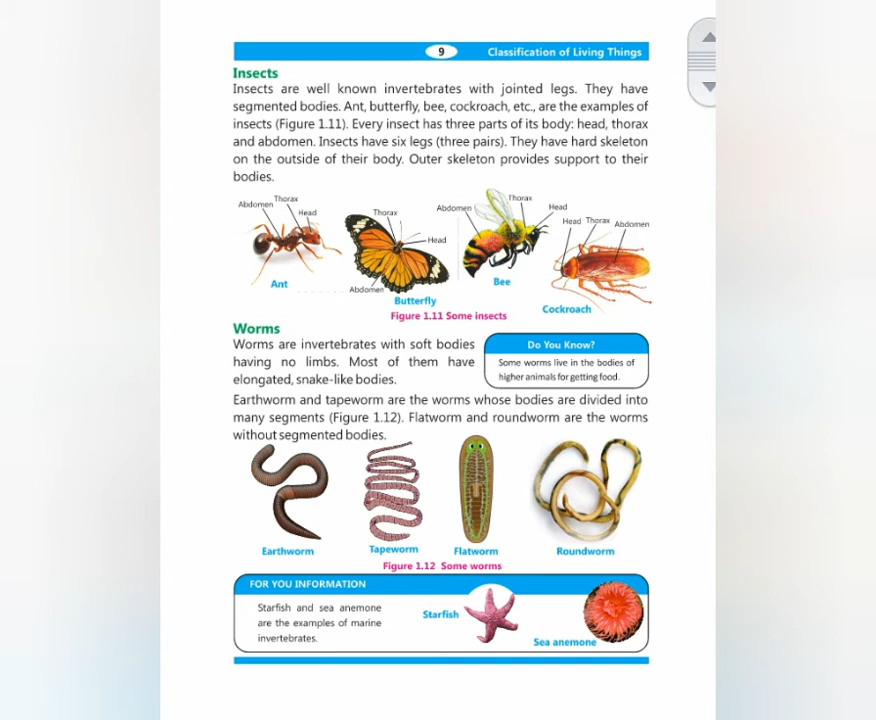 9
Classification of Living Things
Insects
Insects are well known invertebrates with jointed legs. They have
segmented bodies. Ant, butterfly, bee, cockroach, etc., are the examples of
insects (Figure 1.11). Every insect has three parts of its body: head, thorax
and abdomen. Insects have six legs (three pairs). They have hard skeleton
on the outside of their body. Outer skeleton provides support to their
bodies.
Abdomen
Thorax
Head
Ant
Thorax
Head
Abdomen
Butterfly
Abdomen
Thorax
Head
Bee
Head Thorax Abdomen
Cockroach
Figure 1.11 Some insects
Worms
Worms are invertebrates with soft bodies
having no limbs. Most of them have
elongated, snake-like bodies.
Do You Know?
Some worms live in the bodies of
higher animals for getting food.
Earthworm and tapeworm are the worms whose bodies are divided into
many segments (Figure 1.12). Flatworm and roundworm are the worms
without segmented bodies.
Earthworm
Tapeworm
Flatworm
Roundworm
Figure 1.12 Some worms
FOR YOU INFORMATION
Starfish and sea anemone
are the examples of marine
invertebrates.
Starfish
Sea anemone